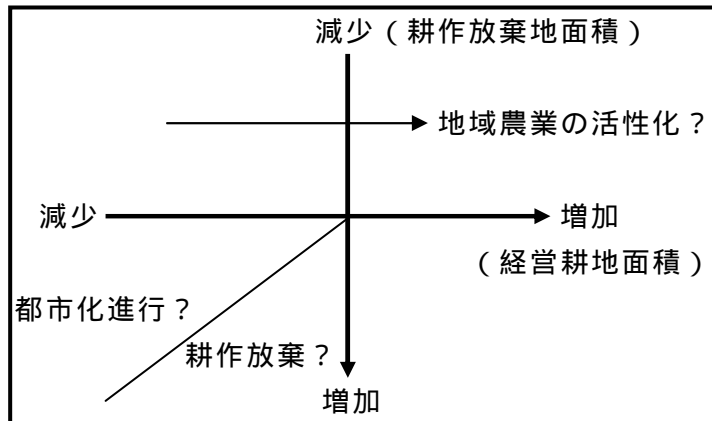 減少（耕作放棄地面積）
地域農業の活性化？
減少
増加
（経営耕地面積）
都市化進行？
耕作放棄？
増加